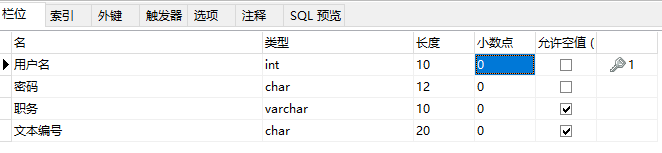 栏位 索引 外键 触发器 选项 注释 SQL 预览
名 类型 长度 小数点 允许空值 (
用户名 int 10 0 1
密码 char 12 0
职务 varchar 10 0
文本编号 char 20 0